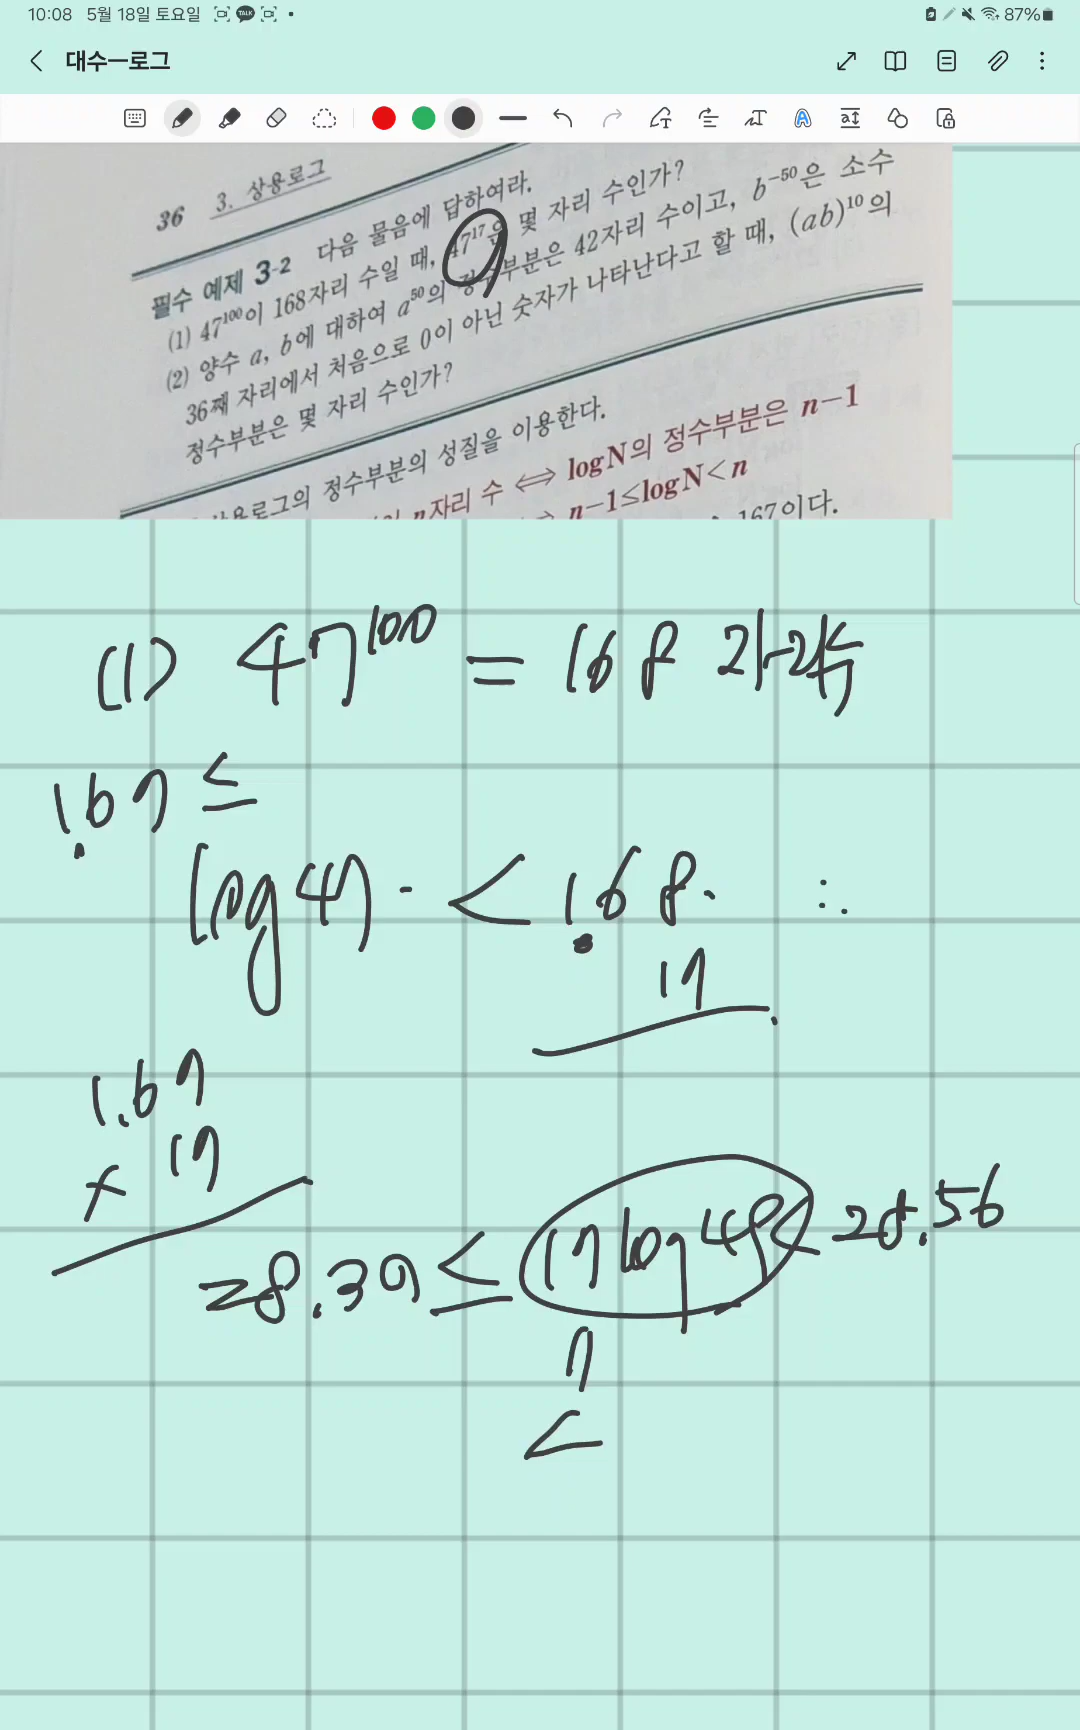 10:08 5월 18일 토요일 TALK 87%
대수—로그
36 3. 상용로그
필수 예제 3-2 다음 물음에 답하여라.
(1) 47¹⁰⁰이 168자리 수일 때, 47¹⁷은 몇 자리 수인가?
(2) 양수 a, b에 대하여 a⁵⁰의 정수부분은 42자리 수이고, b⁻⁵⁰은 소수
36째 자리에서 처음으로 0이 아닌 숫자가 나타난다고 할 때, (ab)¹⁰의
정수부분은 몇 자리 수인가?
상용로그의 정수부분의 성질을 이용한다.
n자리 수 ⟺ logN의 정수부분은 n−1
n−1≤logN<n
167이다.
(1) 47¹⁰⁰ = 168 자리수
1.67 ≤
log47 < 1.68 ∴
17
1.67
× 17
28.39 ≤ 17log48 < 28.56
n
<